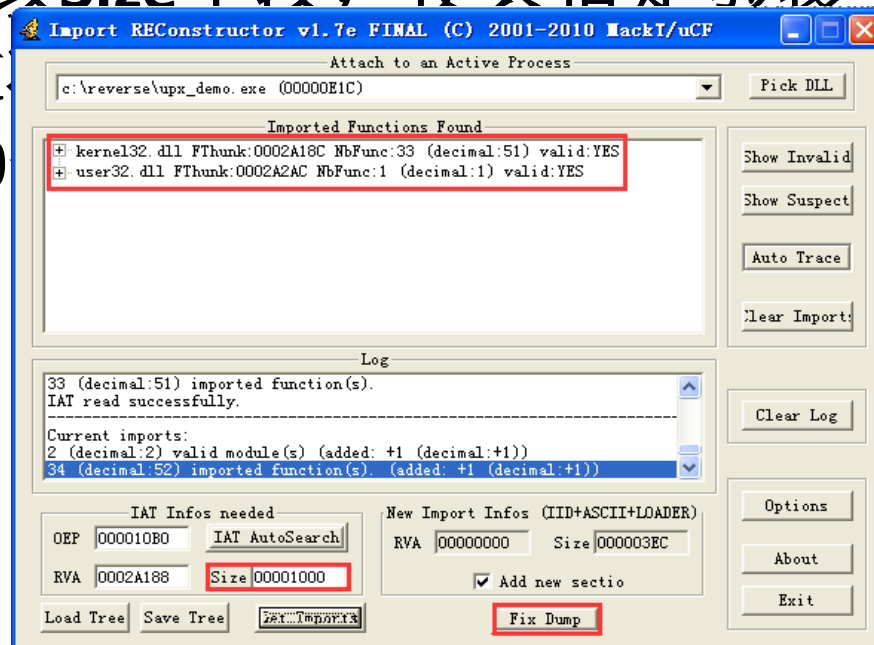 Size
Import REConstructor v1.7e FINAL (C) 2001-2010 MackT/uCF
Attach to an Active Process
c:\reverse\upx_demo.exe (00000E1C)
Pick DLL
Imported Functions Found
kernel32.dll FThunk:0002A18C NbFunc:33 (decimal:51) valid:YES
user32.dll FThunk:0002A2AC NbFunc:1 (decimal:1) valid:YES
Show Invalid
Show Suspect
Auto Trace
Clear Imports
Log
33 (decimal:51) imported function(s).
IAT read successfully.
Current imports:
2 (decimal:2) valid module(s) (added: +1 (decimal:+1))
34 (decimal:52) imported function(s). (added: +1 (decimal:+1))
Clear Log
IAT Infos needed
OEP 000010B0 IAT AutoSearch
RVA 0002A188 Size 00001000
New Import Infos (IID+ASCII+LOADER)
RVA 00000000 Size 000003EC
Add new sectio
Options
About
Exit
Load Tree Save Tree Get Imports Fix Dump